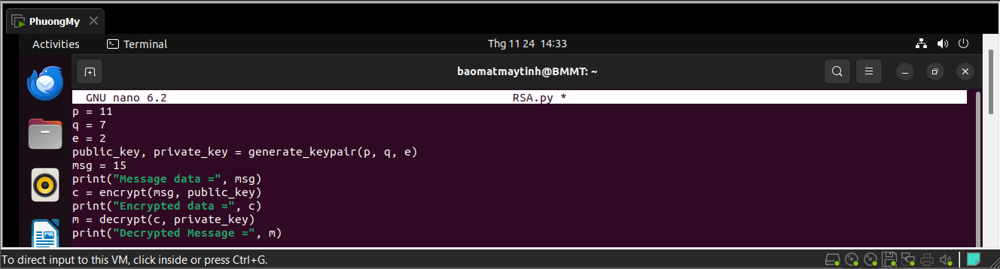 PhuongMy
Activities Terminal Thg 11 24 14:33
baomatmaytinh@BMMT: ~
GNU nano 6.2 RSA.py *
p = 11
q = 7
e = 2
public_key, private_key = generate_keypair(p, q, e)
msg = 15
print("Message data =", msg)
c = encrypt(msg, public_key)
print("Encrypted data =", c)
m = decrypt(c, private_key)
print("Decrypted Message =", m)
To direct input to this VM, click inside or press Ctrl+G.